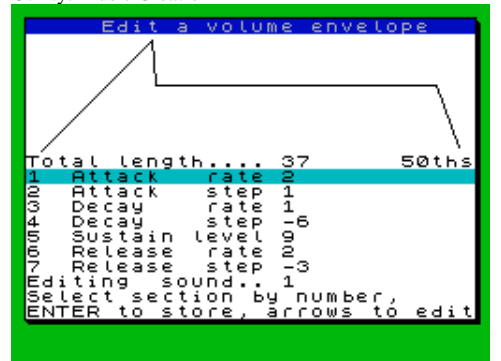 Edit a volume envelope
Total length.... 37 50ths
1 Attack rate 2
2 Attack step 1
3 Decay rate 1
4 Decay step -6
5 Sustain level 9
6 Release rate 2
7 Release step -3
Editing sound.. 1
Select section by number,
ENTER to store, arrows to edit